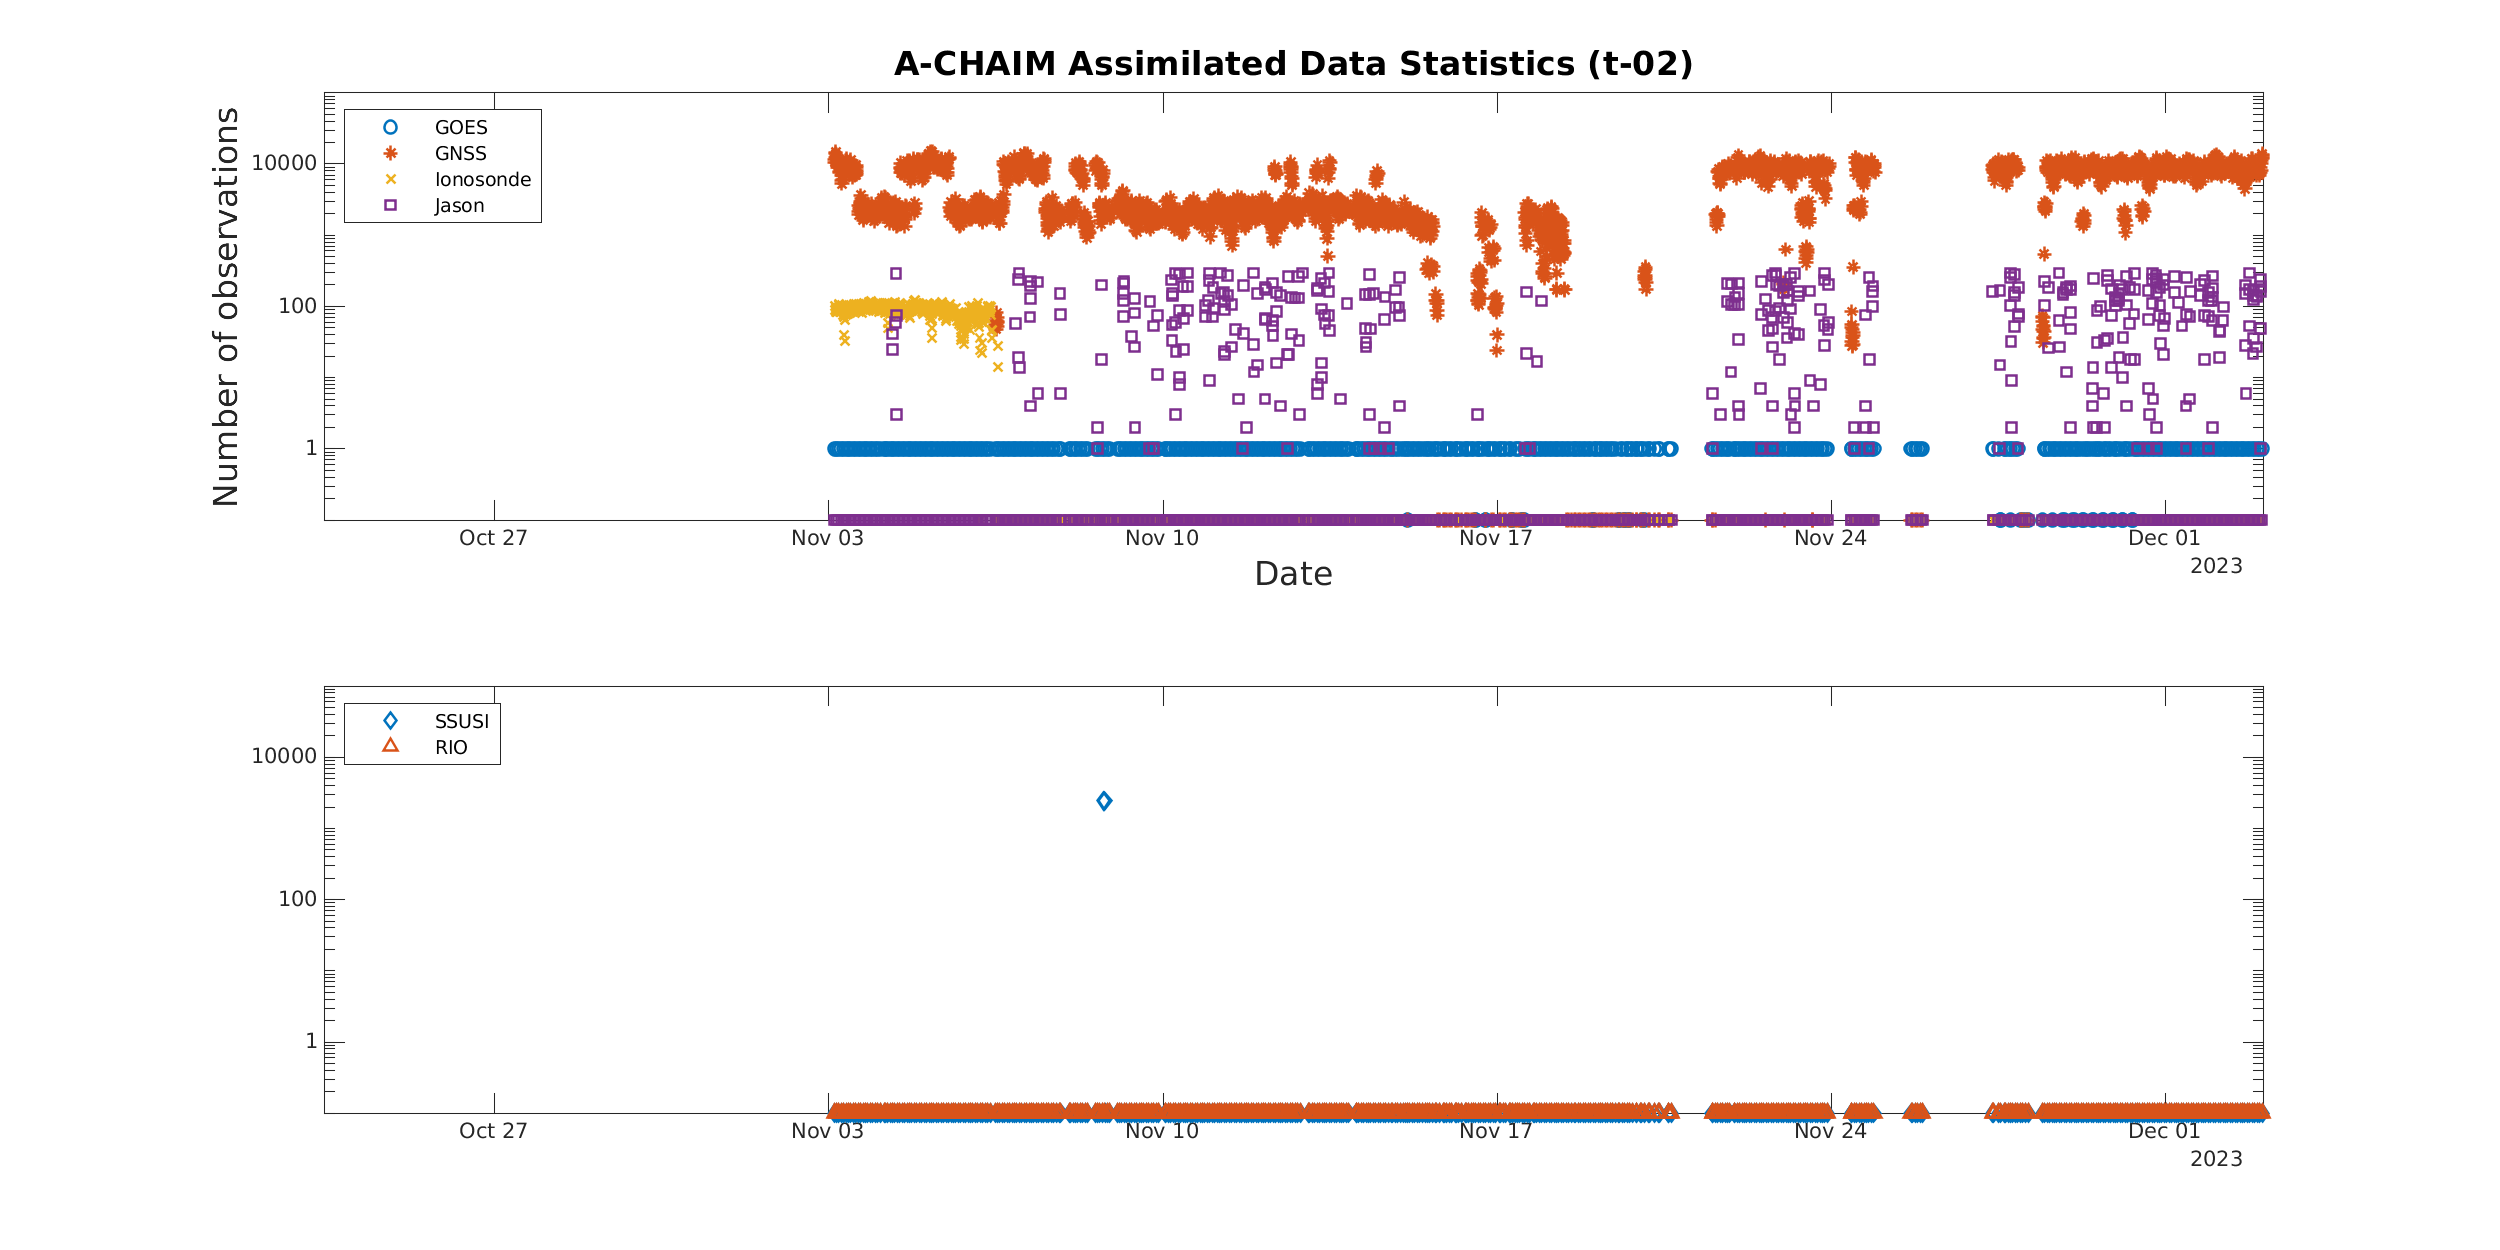 A-CHAIM Assimilated Data Statistics (t-02)
GOES
GNSS
Ionosonde
Jason
10000
100
1
Number of observations
Oct 27
Nov 03
Nov 10
Nov 17
Nov 24
Dec 01
2023
Date
SSUSI
RIO
10000
100
1
Oct 27
Nov 03
Nov 10
Nov 17
Nov 24
Dec 01
2023